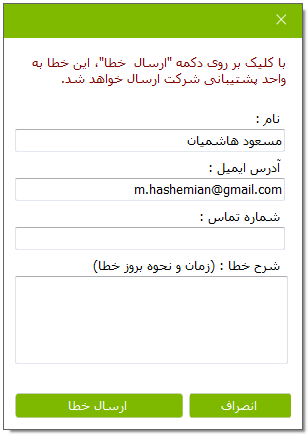 با کلیک بر روی دکمه "ارسال خطا"، این خطا به
واحد پشتیبانی شرکت ارسال خواهد شد.
نام :
مسعود هاشمیان
آدرس ایمیل :
m.hashemian@gmail.com
شماره تماس :
شرح خطا : (زمان و نحوه بروز خطا)
انصراف
ارسال خطا